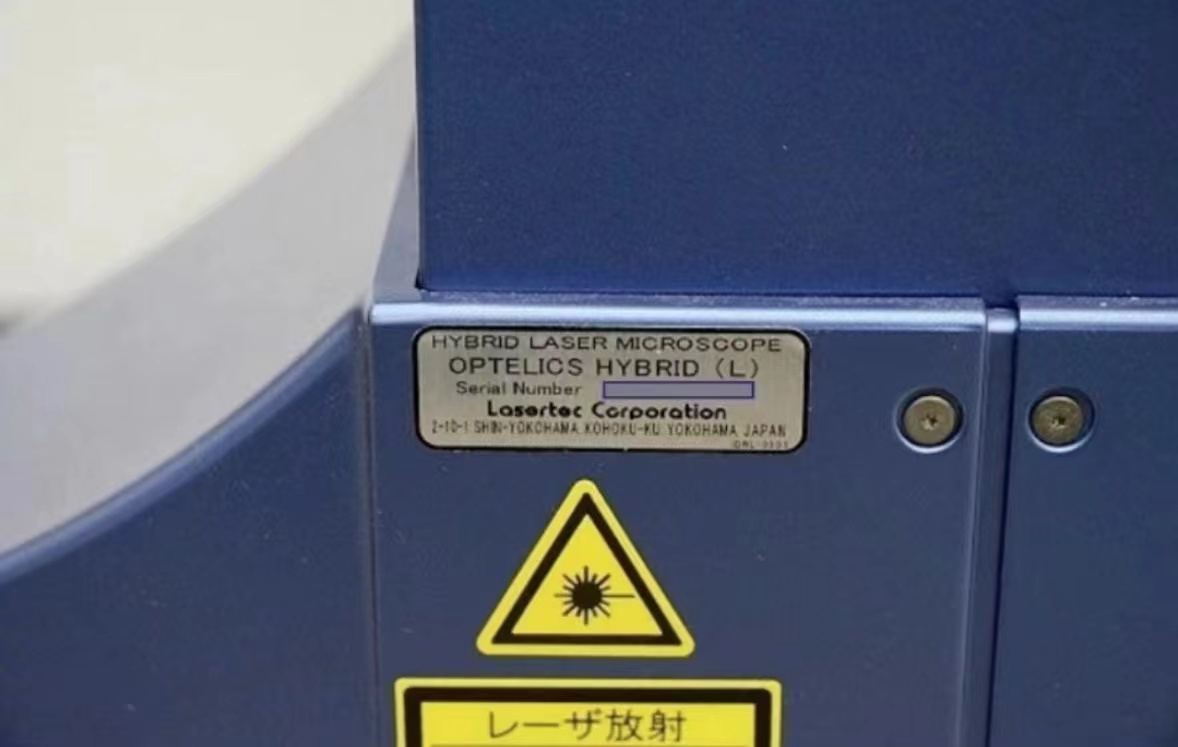 HYBRID LASER MICROSCOPE
OPTELICS HYBRID (L)
Serial Number
Lasertec Corporation
2-10-1 SHIN-YOKOHAMA, KOHOKU-KU, YOKOHAMA, JAPAN
レーザ放射